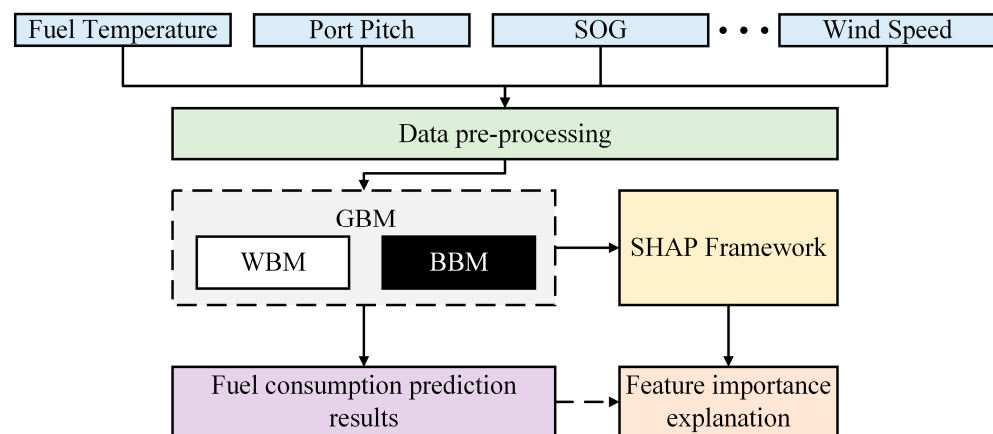 Fuel Temperature
Port Pitch
SOG
• • •
Wind Speed
Data pre-processing
GBM
WBM
BBM
SHAP Framework
Fuel consumption prediction
results
Feature importance
explanation